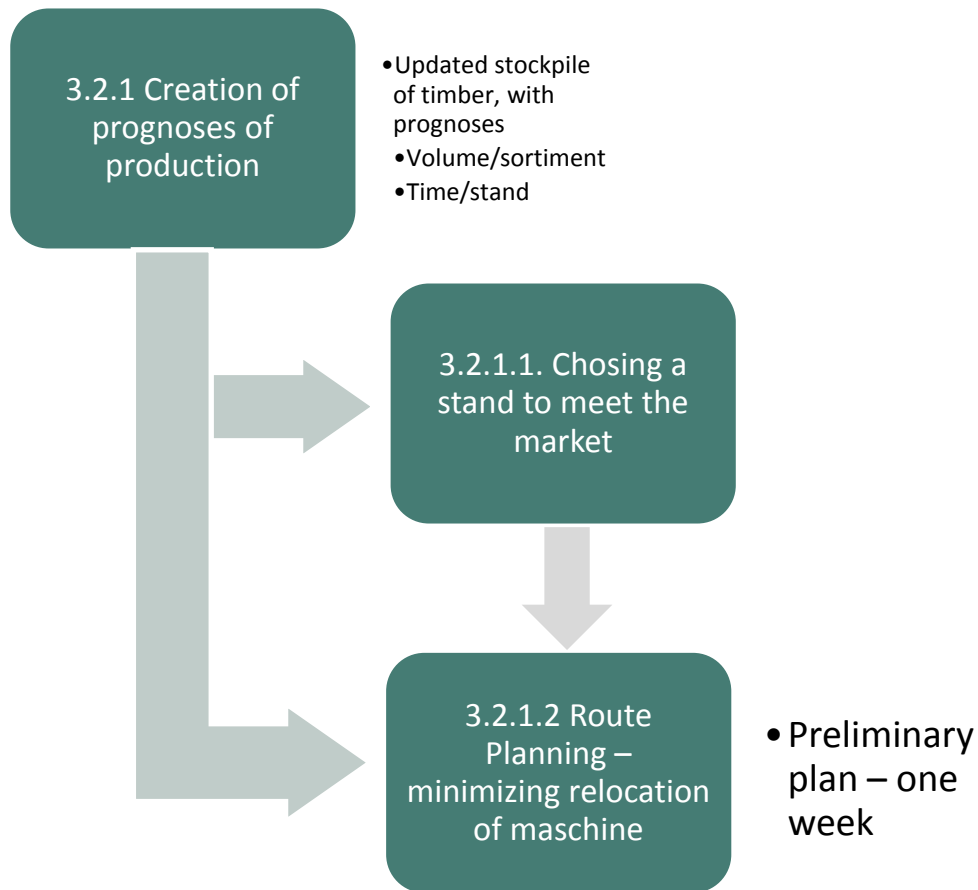 3.2.1 Creation of
prognoses of
production
•Updated stockpile
of timber, with
prognoses
•Volume/sortiment
•Time/stand
3.2.1.1. Chosing a
stand to meet the
market
3.2.1.2 Route
Planning –
minimizing relocation
of maschine
•Preliminary
plan – one
week